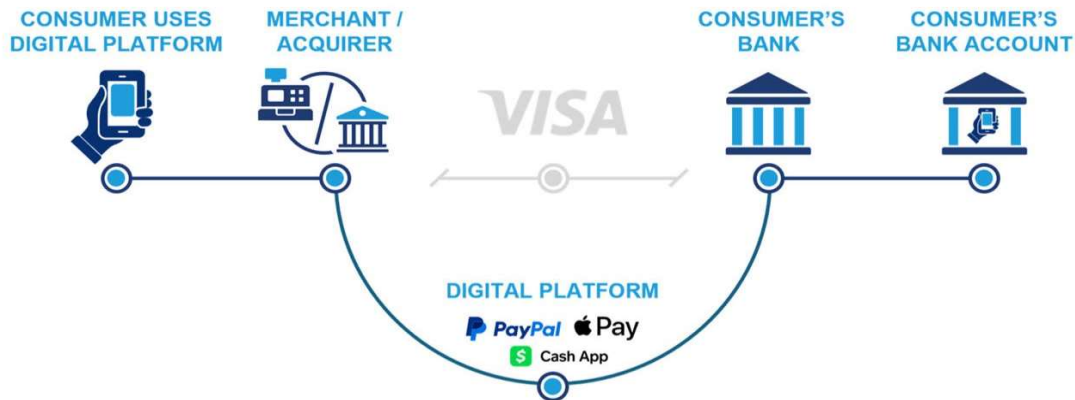 CONSUMER USES
DIGITAL PLATFORM
MERCHANT /
ACQUIRER
VISA
CONSUMER'S
BANK
CONSUMER'S
BANK ACCOUNT
DIGITAL PLATFORM
PayPal Pay
$ Cash App